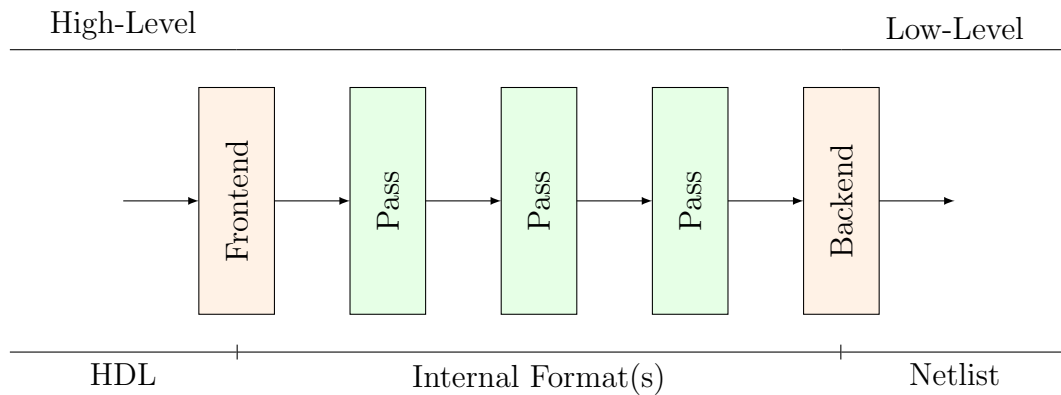 High-Level
Low-Level
Frontend
Pass
Pass
Pass
Backend
HDL
Internal Format(s)
Netlist